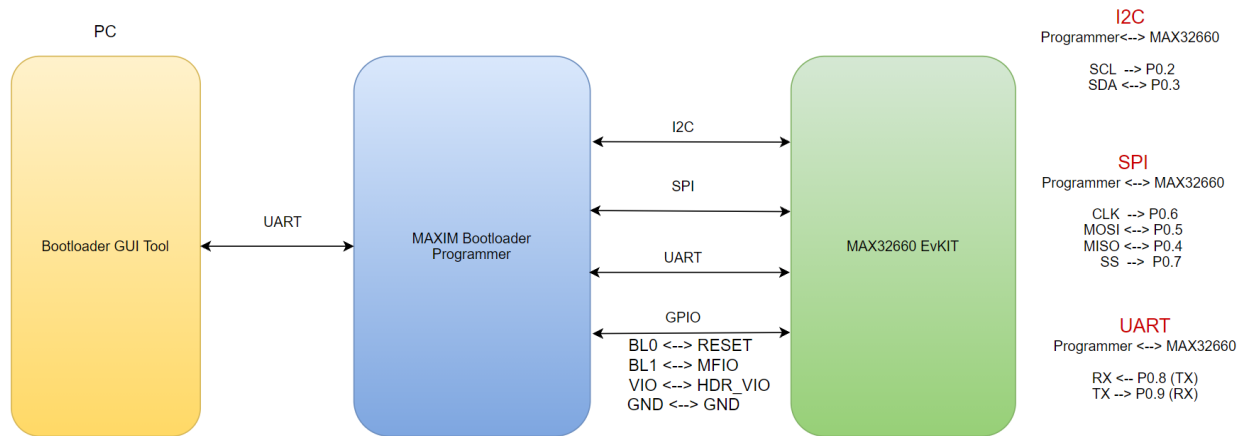 PC
Bootloader GUI Tool
UART
MAXIM Bootloader
Programmer
I2C
SPI
UART
GPIO
BL0 <--> RESET
BL1 <--> MFIO
VIO <--> HDR_VIO
GND <--> GND
MAX32660 EvKIT
I2C
Programmer<--> MAX32660
SCL --> P0.2
SDA <--> P0.3
SPI
Programmer <--> MAX32660
CLK --> P0.6
MOSI --> P0.5
MISO <-- P0.4
SS --> P0.7
UART
Programmer <--> MAX32660
RX <-- P0.8 (TX)
TX --> P0.9 (RX)